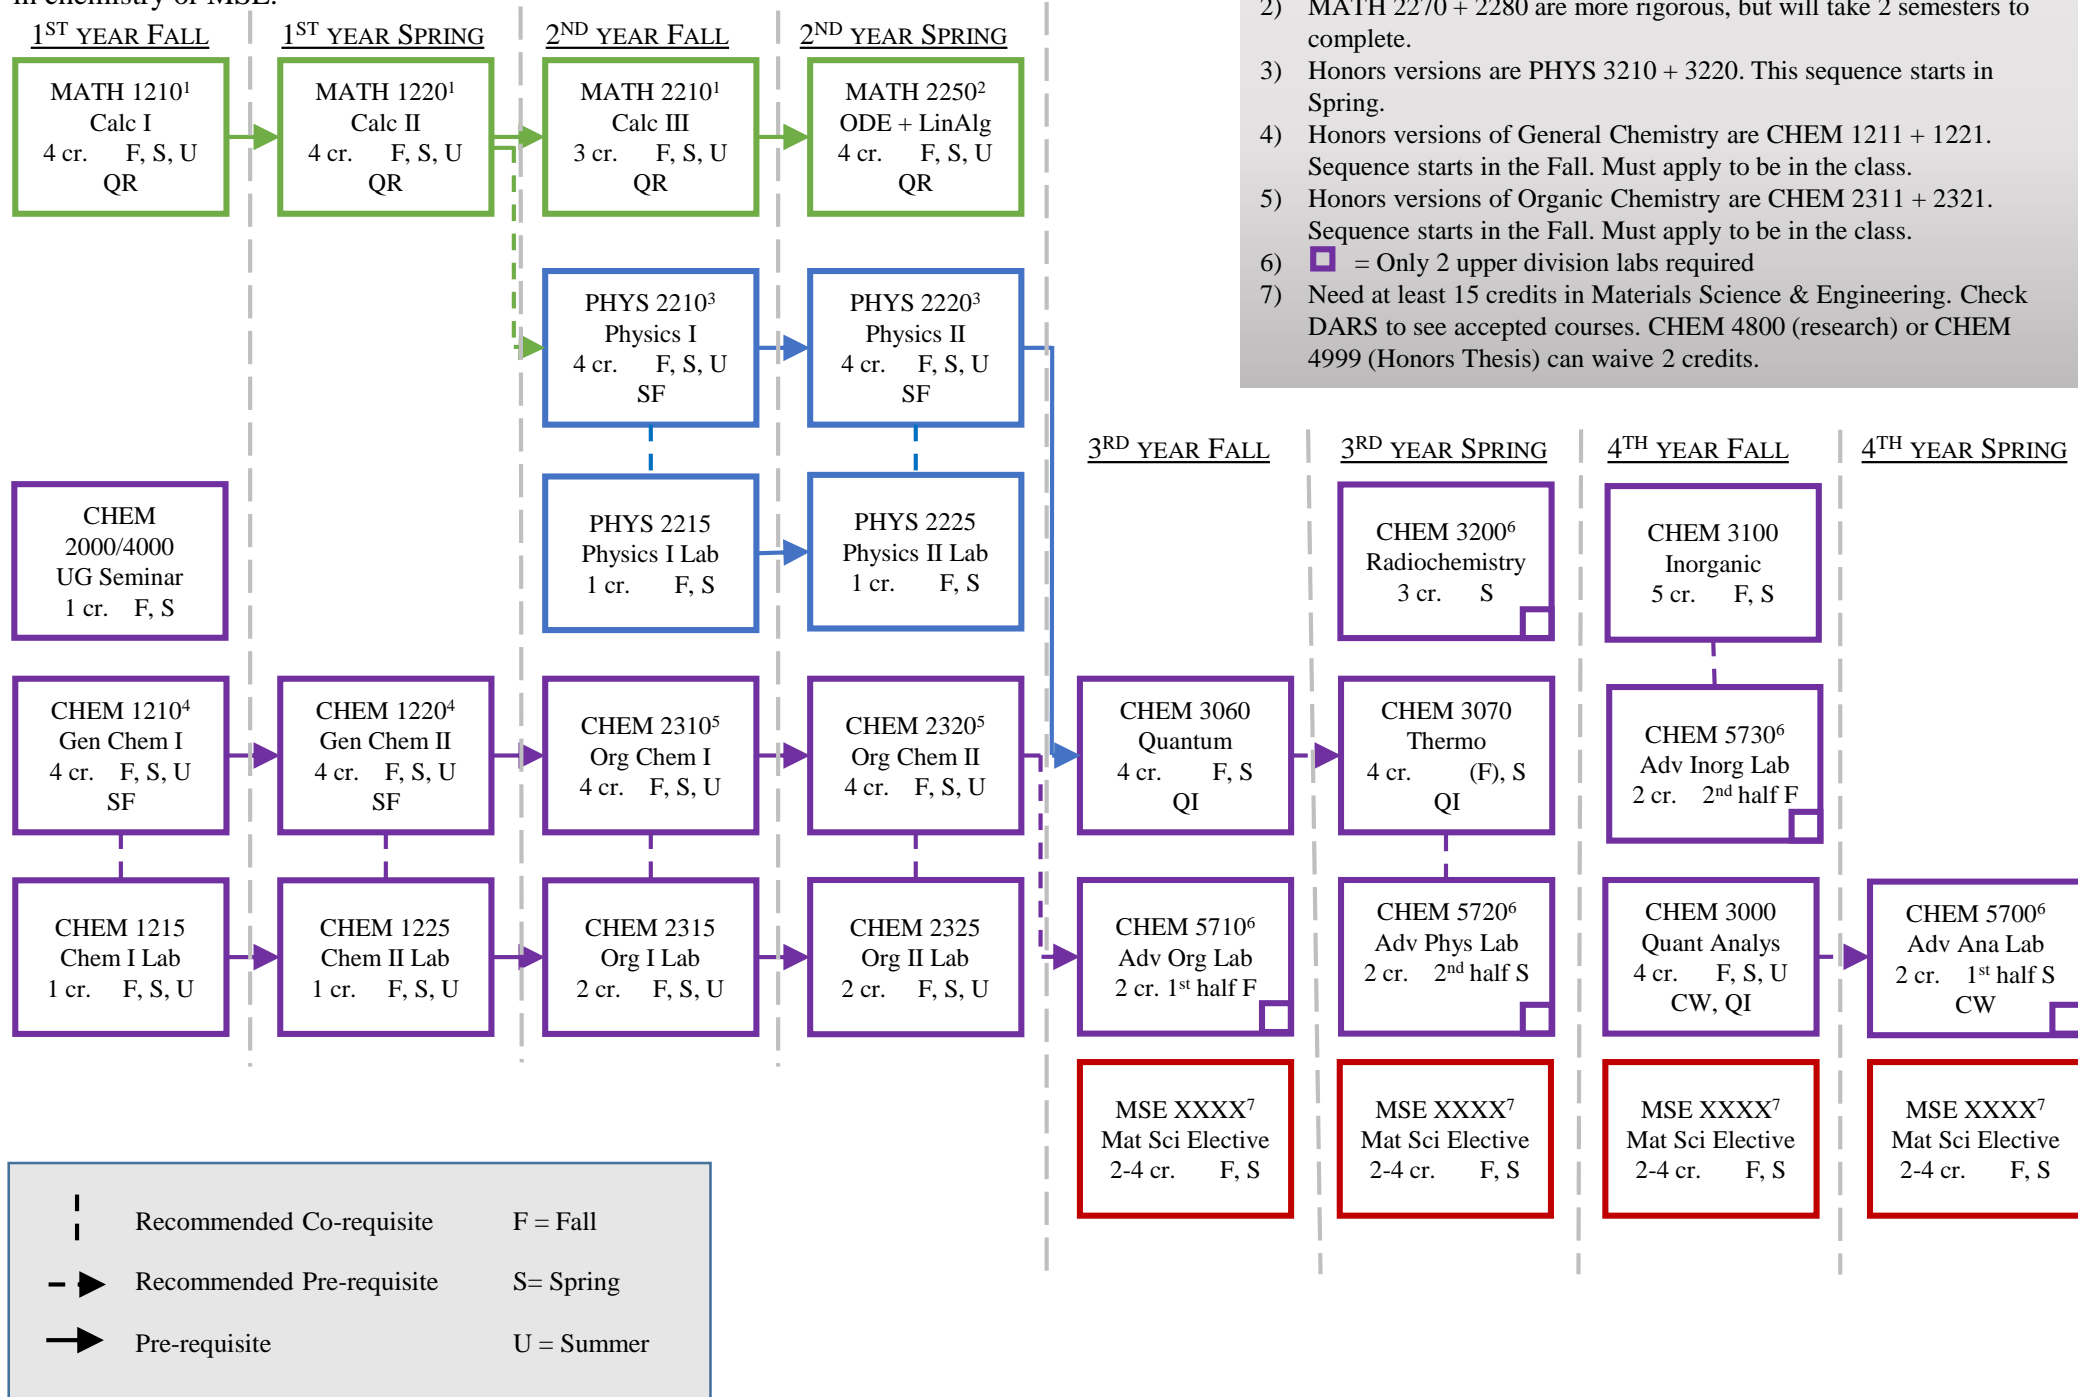 in chemistry or MSE.
1ST YEAR FALL
1ST YEAR SPRING
2ND YEAR FALL
2ND YEAR SPRING
MATH 1210¹
Calc I
4 cr. F, S, U
QR
MATH 1220¹
Calc II
4 cr. F, S, U
QR
MATH 2210¹
Calc III
3 cr. F, S, U
QR
MATH 2250²
ODE + LinAlg
4 cr. F, S, U
QR
2) MATH 2270 + 2280 are more rigorous, but will take 2 semesters to
complete.
3) Honors versions are PHYS 3210 + 3220. This sequence starts in
Spring.
4) Honors versions of General Chemistry are CHEM 1211 + 1221.
Sequence starts in the Fall. Must apply to be in the class.
5) Honors versions of Organic Chemistry are CHEM 2311 + 2321.
Sequence starts in the Fall. Must apply to be in the class.
6) = Only 2 upper division labs required
7) Need at least 15 credits in Materials Science & Engineering. Check
DARS to see accepted courses. CHEM 4800 (research) or CHEM
4999 (Honors Thesis) can waive 2 credits.
PHYS 2210³
Physics I
4 cr. F, S, U
SF
PHYS 2220³
Physics II
4 cr. F, S, U
SF
3RD YEAR FALL
3RD YEAR SPRING
4TH YEAR FALL
4TH YEAR SPRING
CHEM
2000/4000
UG Seminar
1 cr. F, S
PHYS 2215
Physics I Lab
1 cr. F, S
PHYS 2225
Physics II Lab
1 cr. F, S
CHEM 3200⁶
Radiochemistry
3 cr. S
CHEM 3100
Inorganic
5 cr. F, S
CHEM 1210⁴
Gen Chem I
4 cr. F, S, U
SF
CHEM 1220⁴
Gen Chem II
4 cr. F, S, U
SF
CHEM 2310⁵
Org Chem I
4 cr. F, S, U
CHEM 2320⁵
Org Chem II
4 cr. F, S, U
CHEM 3060
Quantum
4 cr. F, S
QI
CHEM 3070
Thermo
4 cr. (F), S
QI
CHEM 5730⁶
Adv Inorg Lab
2 cr. 2nd half F
CHEM 1215
Chem I Lab
1 cr. F, S, U
CHEM 1225
Chem II Lab
1 cr. F, S, U
CHEM 2315
Org I Lab
2 cr. F, S, U
CHEM 2325
Org II Lab
2 cr. F, S, U
CHEM 5710⁶
Adv Org Lab
2 cr. 1st half F
CHEM 5720⁶
Adv Phys Lab
2 cr. 2nd half S
CHEM 3000
Quant Analys
4 cr. F, S, U
CW, QI
CHEM 5700⁶
Adv Ana Lab
2 cr. 1st half S
CW
MSE XXXX⁷
Mat Sci Elective
2-4 cr. F, S
MSE XXXX⁷
Mat Sci Elective
2-4 cr. F, S
MSE XXXX⁷
Mat Sci Elective
2-4 cr. F, S
MSE XXXX⁷
Mat Sci Elective
2-4 cr. F, S
Recommended Co-requisite F = Fall
Recommended Pre-requisite S= Spring
Pre-requisite U = Summer